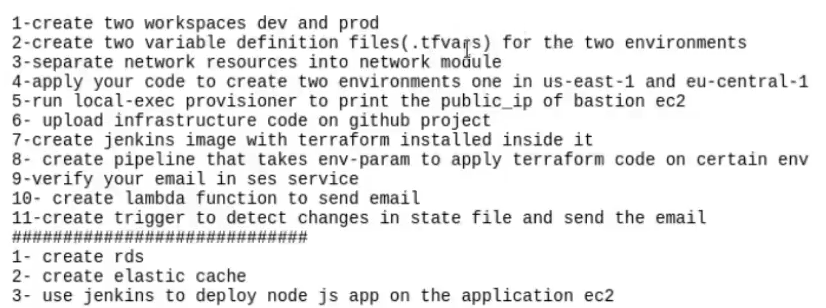 1-create two workspaces dev and prod
2-create two variable definition files(.tfvars) for the two environments
3-separate network resources into network module
4-apply your code to create two environments one in us-east-1 and eu-central-1
5-run local-exec provisioner to print the public_ip of bastion ec2
6- upload infrastructure code on github project
7-create jenkins image with terraform installed inside it
8- create pipeline that takes env-param to apply terraform code on certain env
9-verify your email in ses service
10- create lambda function to send email
11-create trigger to detect changes in state file and send the email
#############################
1- create rds
2- create elastic cache
3- use jenkins to deploy node js app on the application ec2